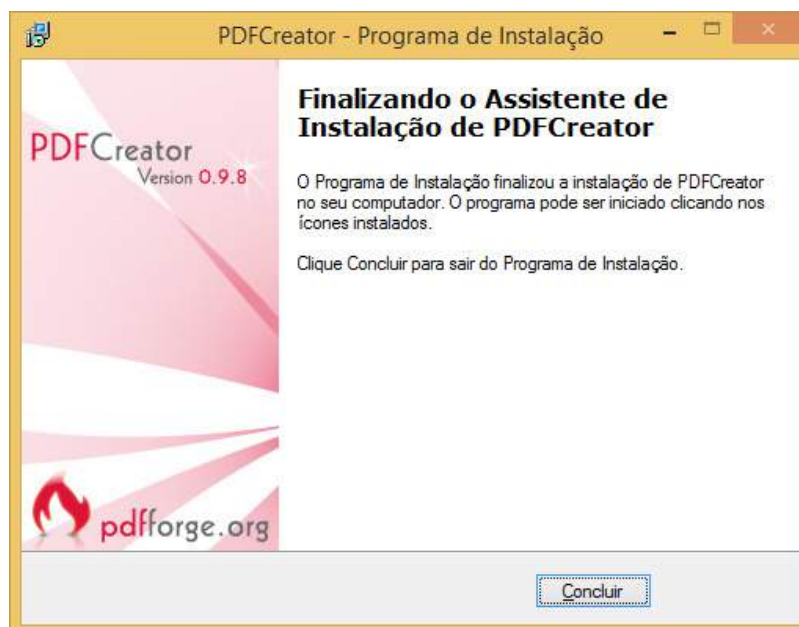 PDFCreator - Programa de Instalação
PDFCreator
Version 0.9.8
Finalizando o Assistente de
Instalação de PDFCreator
O Programa de Instalação finalizou a instalação de PDFCreator
no seu computador. O programa pode ser iniciado clicando nos
ícones instalados.
Clique Concluir para sair do Programa de Instalação.
pdfforge.org
Concluir